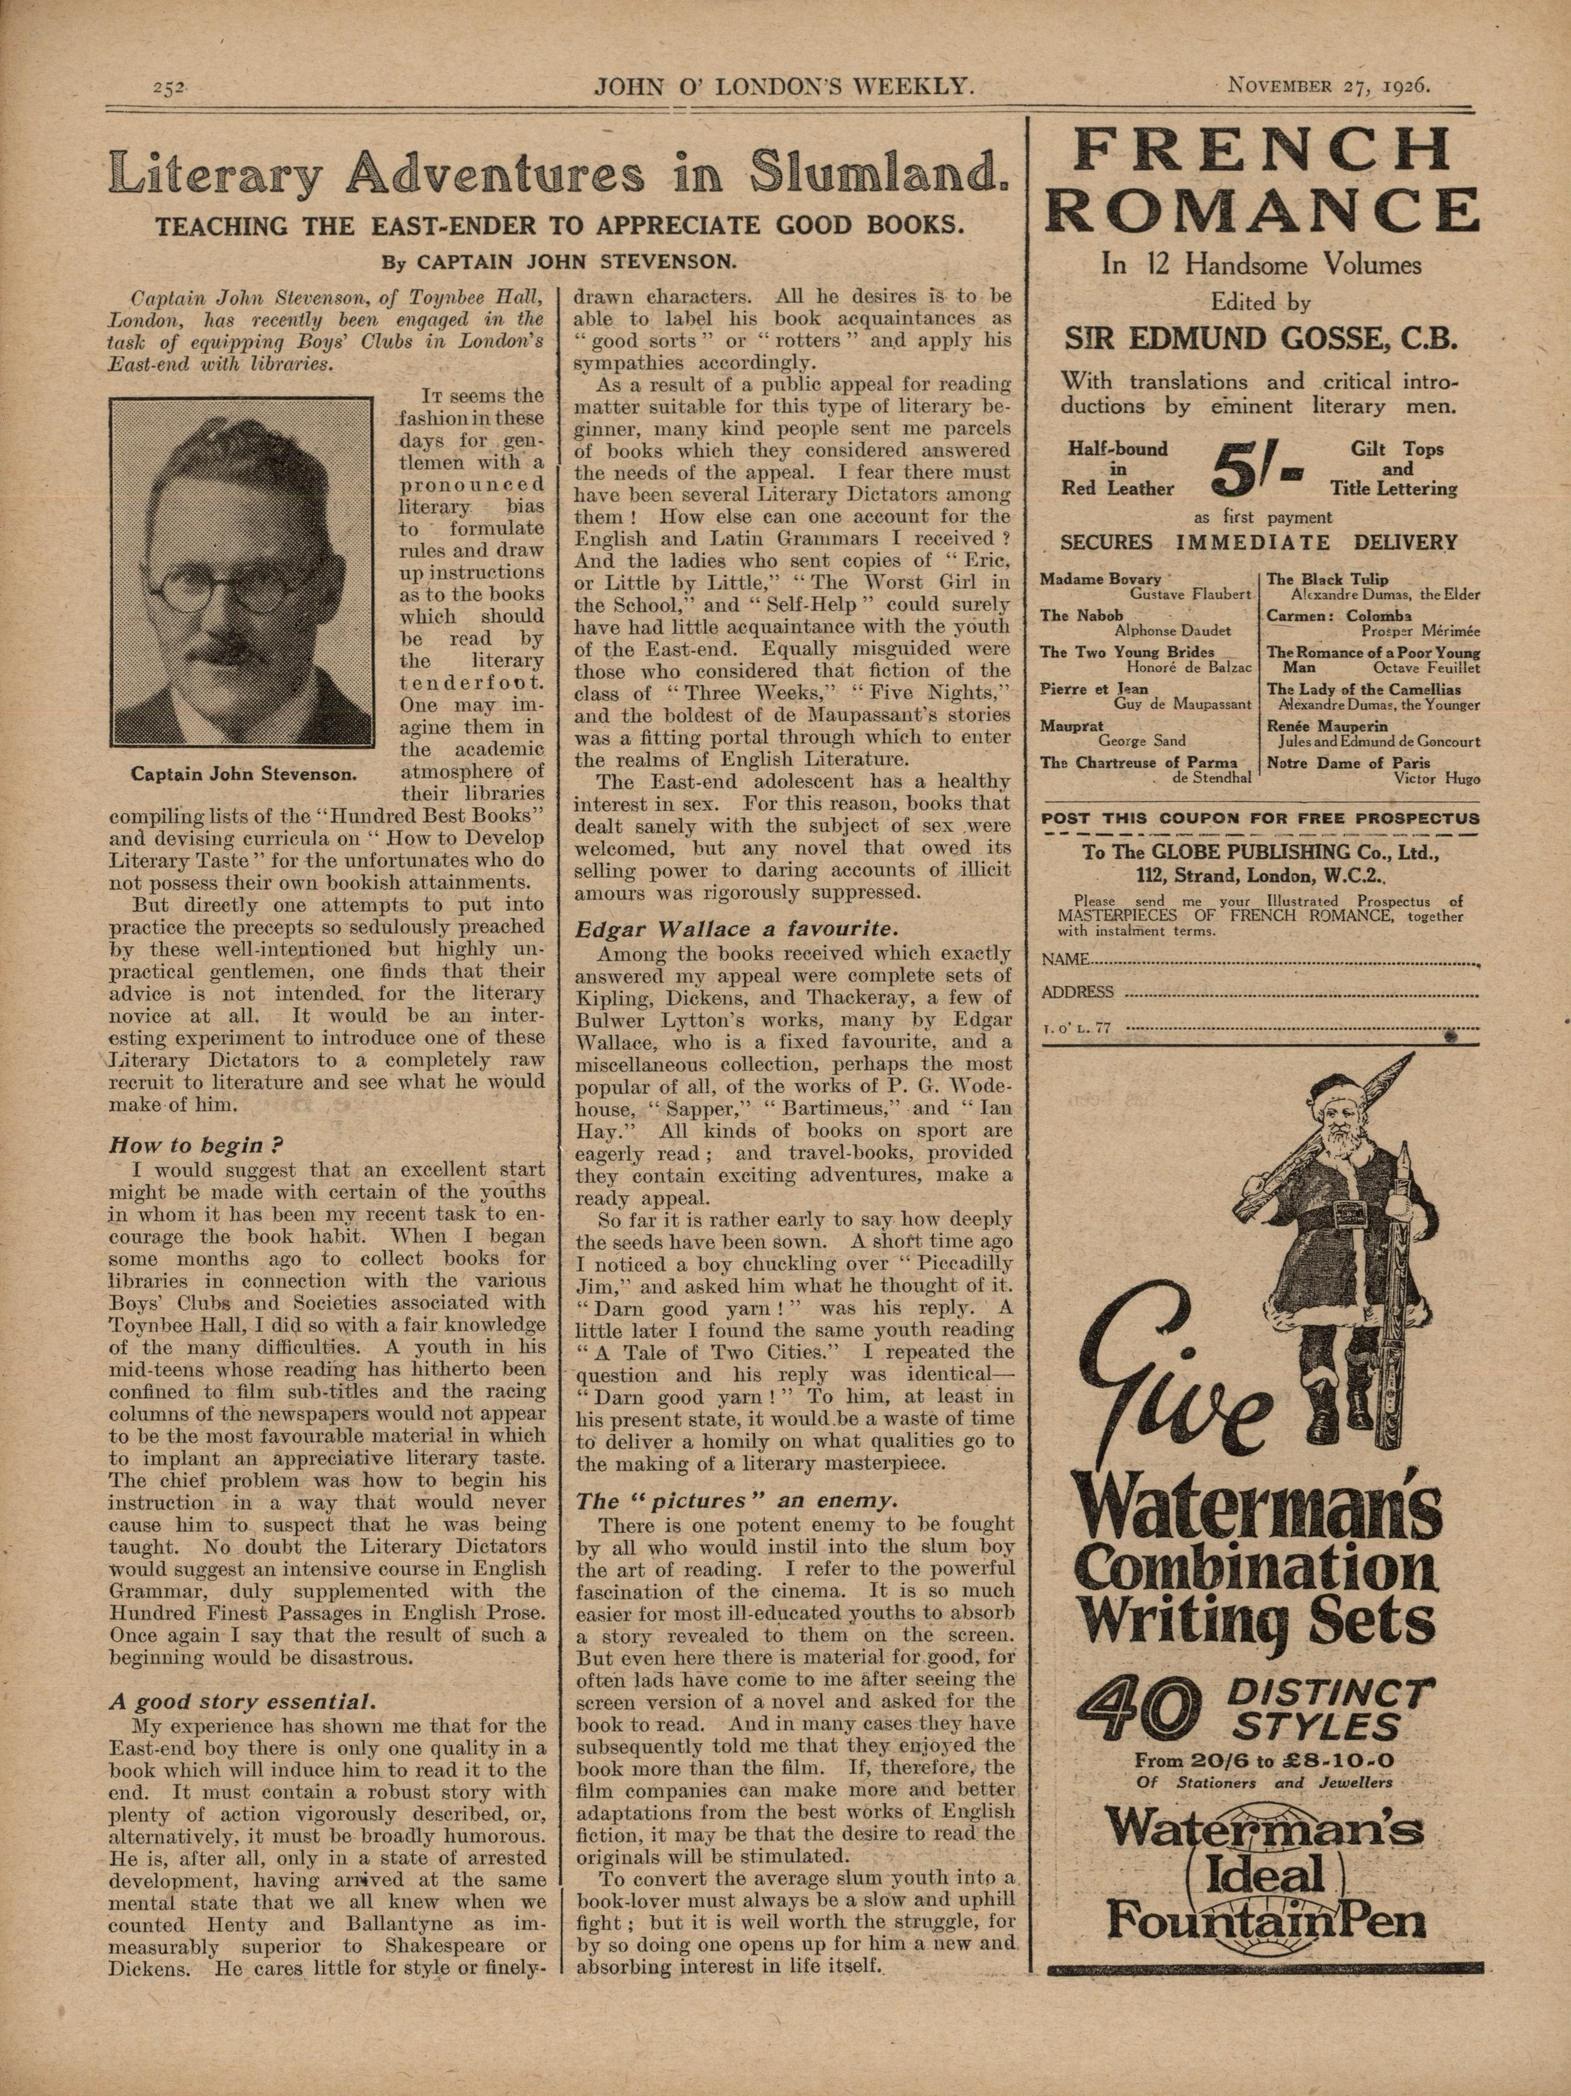 252
JOHN O' LONDON'S WEEKLY.
NOVEMBER 27, 1926.
Literary Adventures in Slumland.
TEACHING THE EAST-ENDER TO APPRECIATE GOOD BOOKS.
By CAPTAIN JOHN STEVENSON.
Captain John Stevenson, of Toynbee Hall,
London, has recently been engaged in the
task of equipping Boys' Clubs in London's
East-end with libraries.
IT seems the
fashion in these
days for gen-
tlemen with a
pronounced
literary bias
to formulate
rules and draw
up instructions
as to the books
which should
be read by
the literary
tenderfoot.
One may im-
agine them in
the academic
atmosphere of
their libraries
Captain John Stevenson.
compiling lists of the "Hundred Best Books"
and devising curricula on " How to Develop
Literary Taste " for the unfortunates who do
not possess their own bookish attainments.
But directly one attempts to put into
practice the precepts so sedulously preached
by these well-intentioned but highly un-
practical gentlemen, one finds that their
advice is not intended for the literary
novice at all. It would be an inter-
esting experiment to introduce one of these
Literary Dictators to a completely raw
recruit to literature and see what he would
make of him.
How to begin ?
I would suggest that an excellent start
might be made with certain of the youths
in whom it has been my recent task to en-
courage the book habit. When I began
some months ago to collect books for
libraries in connection with the various
Boys' Clubs and Societies associated with
Toynbee Hall, I did so with a fair knowledge
of the many difficulties. A youth in his
mid-teens whose reading has hitherto been
confined to film sub-titles and the racing
columns of the newspapers would not appear
to be the most favourable material in which
to implant an appreciative literary taste.
The chief problem was how to begin his
instruction in a way that would never
cause him to suspect that he was being
taught. No doubt the Literary Dictators
would suggest an intensive course in English
Grammar, duly supplemented with the
Hundred Finest Passages in English Prose.
Once again I say that the result of such a
beginning would be disastrous.
A good story essential.
My experience has shown me that for the
East-end boy there is only one quality in a
book which will induce him to read it to the
end. It must contain a robust story with
plenty of action vigorously described, or,
alternatively, it must be broadly humorous.
He is, after all, only in a state of arrested
development, having arrived at the same
mental state that we all knew when we
counted Henty and Ballantyne as im-
measurably superior to Shakespeare or
Dickens. He cares little for style or finely-
drawn characters. All he desires is to be
able to label his book acquaintances as
" good sorts " or " rotters " and apply his
sympathies accordingly.
As a result of a public appeal for reading
matter suitable for this type of literary be-
ginner, many kind people sent me parcels
of books which they considered answered
the needs of the appeal. I fear there must
have been several Literary Dictators among
them ! How else can one account for the
English and Latin Grammars I received ?
And the ladies who sent copies of " Eric,
or Little by Little," " The Worst Girl in
the School," and " Self-Help " could surely
have had little acquaintance with the youth
of the East-end. Equally misguided were
those who considered that fiction of the
class of " Three Weeks," " Five Nights,"
and the boldest of de Maupassant's stories
was a fitting portal through which to enter
the realms of English Literature.
The East-end adolescent has a healthy
interest in sex. For this reason, books that
dealt sanely with the subject of sex were
welcomed, but any novel that owed its
selling power to daring accounts of illicit
amours was rigorously suppressed.
Edgar Wallace a favourite.
Among the books received which exactly
answered my appeal were complete sets of
Kipling, Dickens, and Thackeray, a few of
Bulwer Lytton's works, many by Edgar
Wallace, who is a fixed favourite, and a
miscellaneous collection, perhaps the most
popular of all, of the works of P. G. Wode-
house, " Sapper," " Bartimeus," and " Ian
Hay." All kinds of books on sport are
eagerly read ; and travel-books, provided
they contain exciting adventures, make a
ready appeal.
So far it is rather early to say how deeply
the seeds have been sown. A short time ago
I noticed a boy chuckling over " Piccadilly
Jim," and asked him what he thought of it.
" Darn good yarn ! " was his reply. A
little later I found the same youth reading
" A Tale of Two Cities." I repeated the
question and his reply was identical—
" Darn good yarn ! " To him, at least in
his present state, it would be a waste of time
to deliver a homily on what qualities go to
the making of a literary masterpiece.
The " pictures " an enemy.
There is one potent enemy to be fought
by all who would instil into the slum boy
the art of reading. I refer to the powerful
fascination of the cinema. It is so much
easier for most ill-educated youths to absorb
a story revealed to them on the screen.
But even here there is material for good, for
often lads have come to me after seeing the
screen version of a novel and asked for the
book to read. And in many cases they have
subsequently told me that they enjoyed the
book more than the film. If, therefore, the
film companies can make more and better
adaptations from the best works of English
fiction, it may be that the desire to read the
originals will be stimulated.
To convert the average slum youth into a
book-lover must always be a slow and uphill
fight ; but it is well worth the struggle, for
by so doing one opens up for him a new and
absorbing interest in life itself.
FRENCH
ROMANCE
In 12 Handsome Volumes
Edited by
SIR EDMUND GOSSE, C.B.
With translations and critical intro-
ductions by eminent literary men.
Half-bound
in
Red Leather
5/-
Gilt Tops
and
Title Lettering
as first payment
SECURES IMMEDIATE DELIVERY
Madame Bovary
Gustave Flaubert
The Nabob
Alphonse Daudet
The Two Young Brides
Honoré de Balzac
Pierre et Jean
Guy de Maupassant
Mauprat
George Sand
The Chartreuse of Parma
de Stendhal
The Black Tulip
Alexandre Dumas, the Elder
Carmen: Colomba
Prosper Mérimée
The Romance of a Poor Young
Man Octave Feuillet
The Lady of the Camellias
Alexandre Dumas, the Younger
Renée Mauperin
Jules and Edmund de Goncourt
Notre Dame of Paris
Victor Hugo
POST THIS COUPON FOR FREE PROSPECTUS
To The GLOBE PUBLISHING Co., Ltd.,
112, Strand, London, W.C.2.
Please send me your Illustrated Prospectus of
MASTERPIECES OF FRENCH ROMANCE, together
with instalment terms.
NAME
ADDRESS
J. O' L. 77
Give
Waterman's
Combination
Writing Sets
40 DISTINCT
STYLES
From 20/6 to £8-10-0
Of Stationers and Jewellers
Waterman's
Ideal
FountainPen